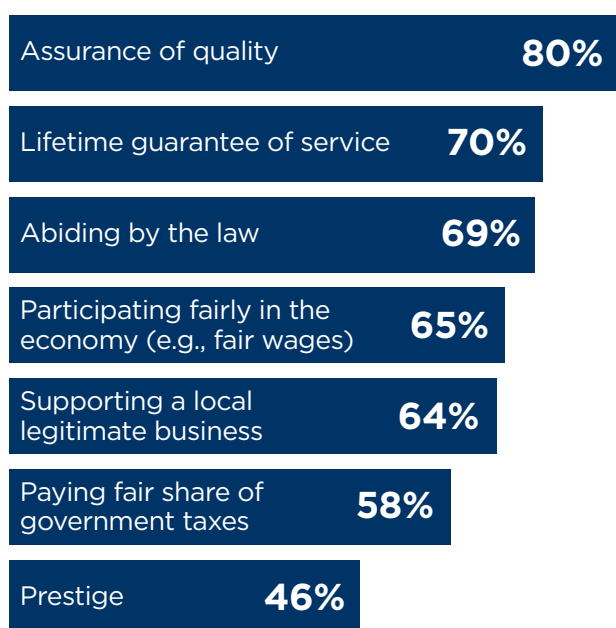 Assurance of quality 80%
Lifetime guarantee of service 70%
Abiding by the law 69%
Participating fairly in the
economy (e.g., fair wages) 65%
Supporting a local
legitimate business 64%
Paying fair share of
government taxes 58%
Prestige 46%